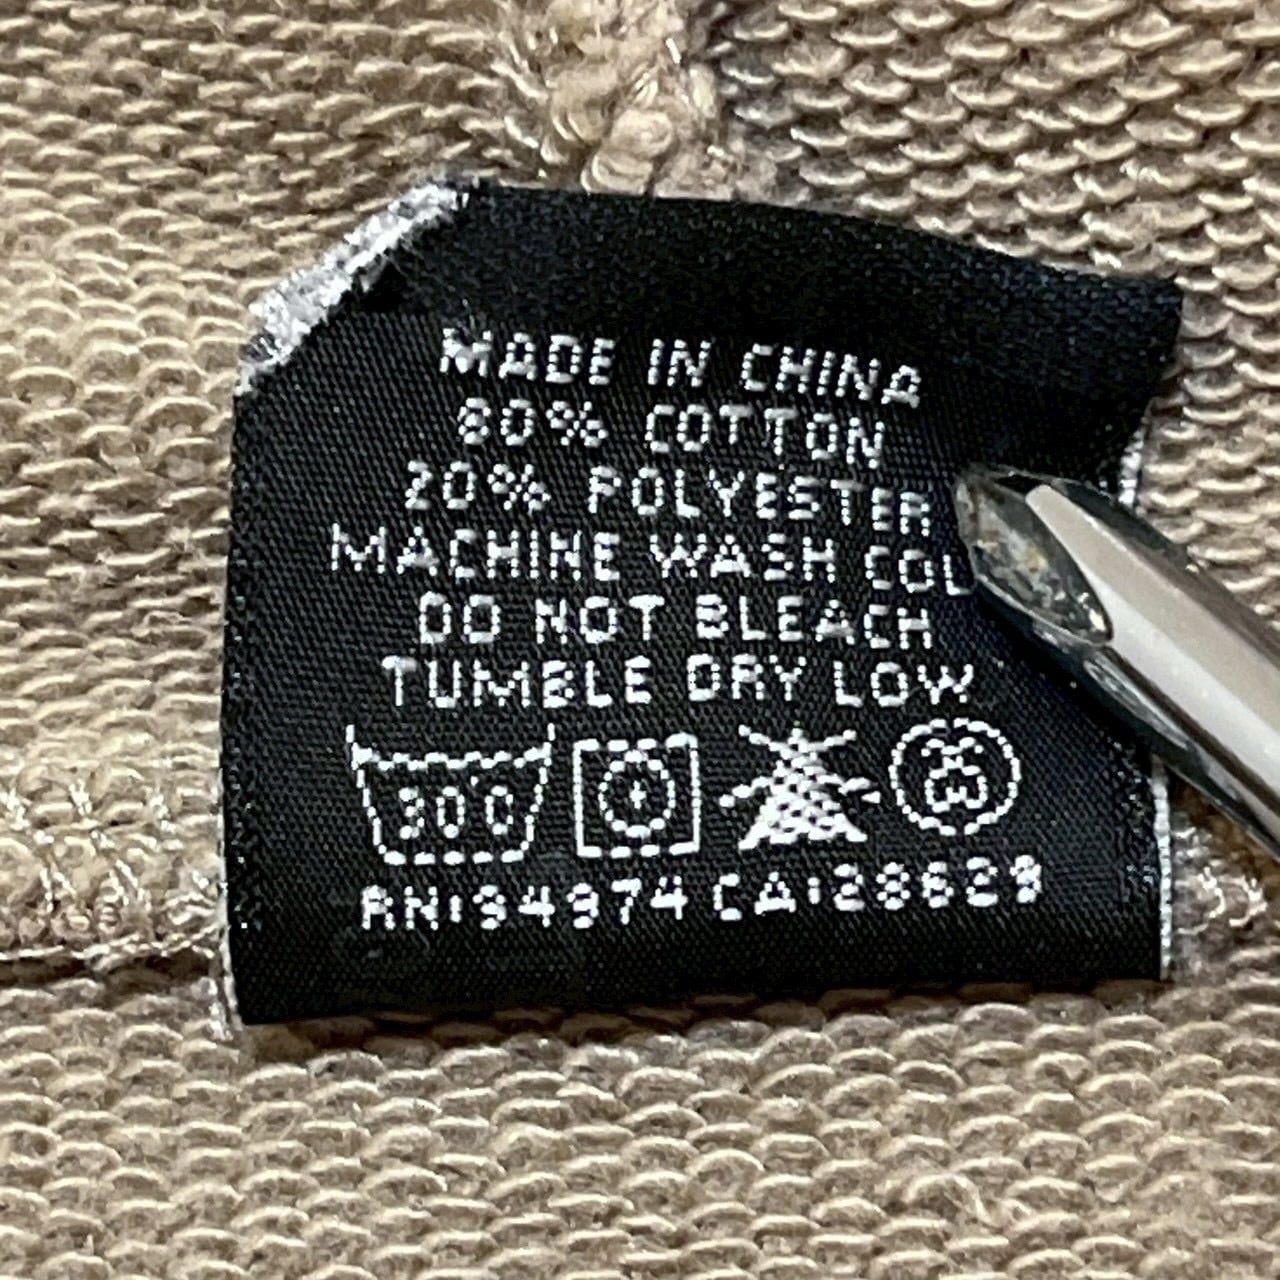 MADE IN CHINA
80% COTTON
20% POLYESTER
MACHINE WASH COL
DO NOT BLEACH
TUMBLE DRY LOW
30°C
RN:94974 CA:28629